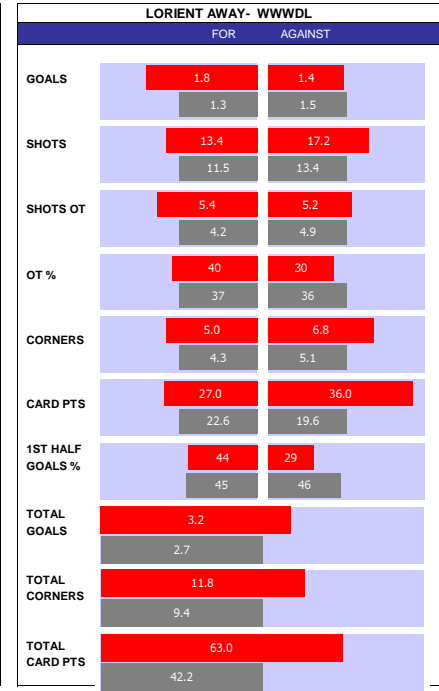 LORIENT AWAY- WWWDL
FOR AGAINST
GOALS
1.8 1.4
1.3 1.5
SHOTS
13.4 17.2
11.5 13.4
SHOTS OT
5.4 5.2
4.2 4.9
OT %
40 30
37 36
CORNERS
5.0 6.8
4.3 5.1
CARD PTS
27.0 36.0
22.6 19.6
1ST HALF
GOALS %
44 29
45 46
TOTAL
GOALS
3.2
2.7
TOTAL
CORNERS
11.8
9.4
TOTAL
CARD PTS
63.0
42.2